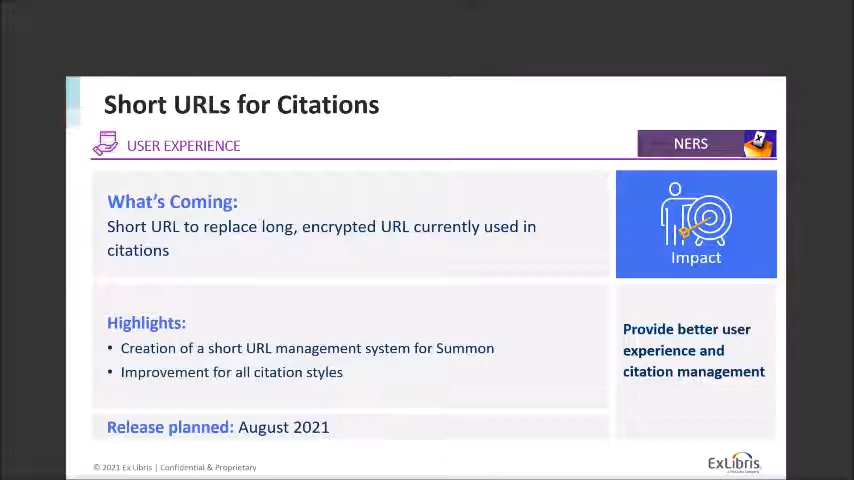 Short URLs for Citations
USER EXPERIENCE
NERS
What's Coming:
Short URL to replace long, encrypted URL currently used in
citations
Impact
Highlights:
• Creation of a short URL management system for Summon
• Improvement for all citation styles
Provide better user
experience and
citation management
Release planned: August 2021
© 2021 Ex Libris | Confidential & Proprietary
ExLibris